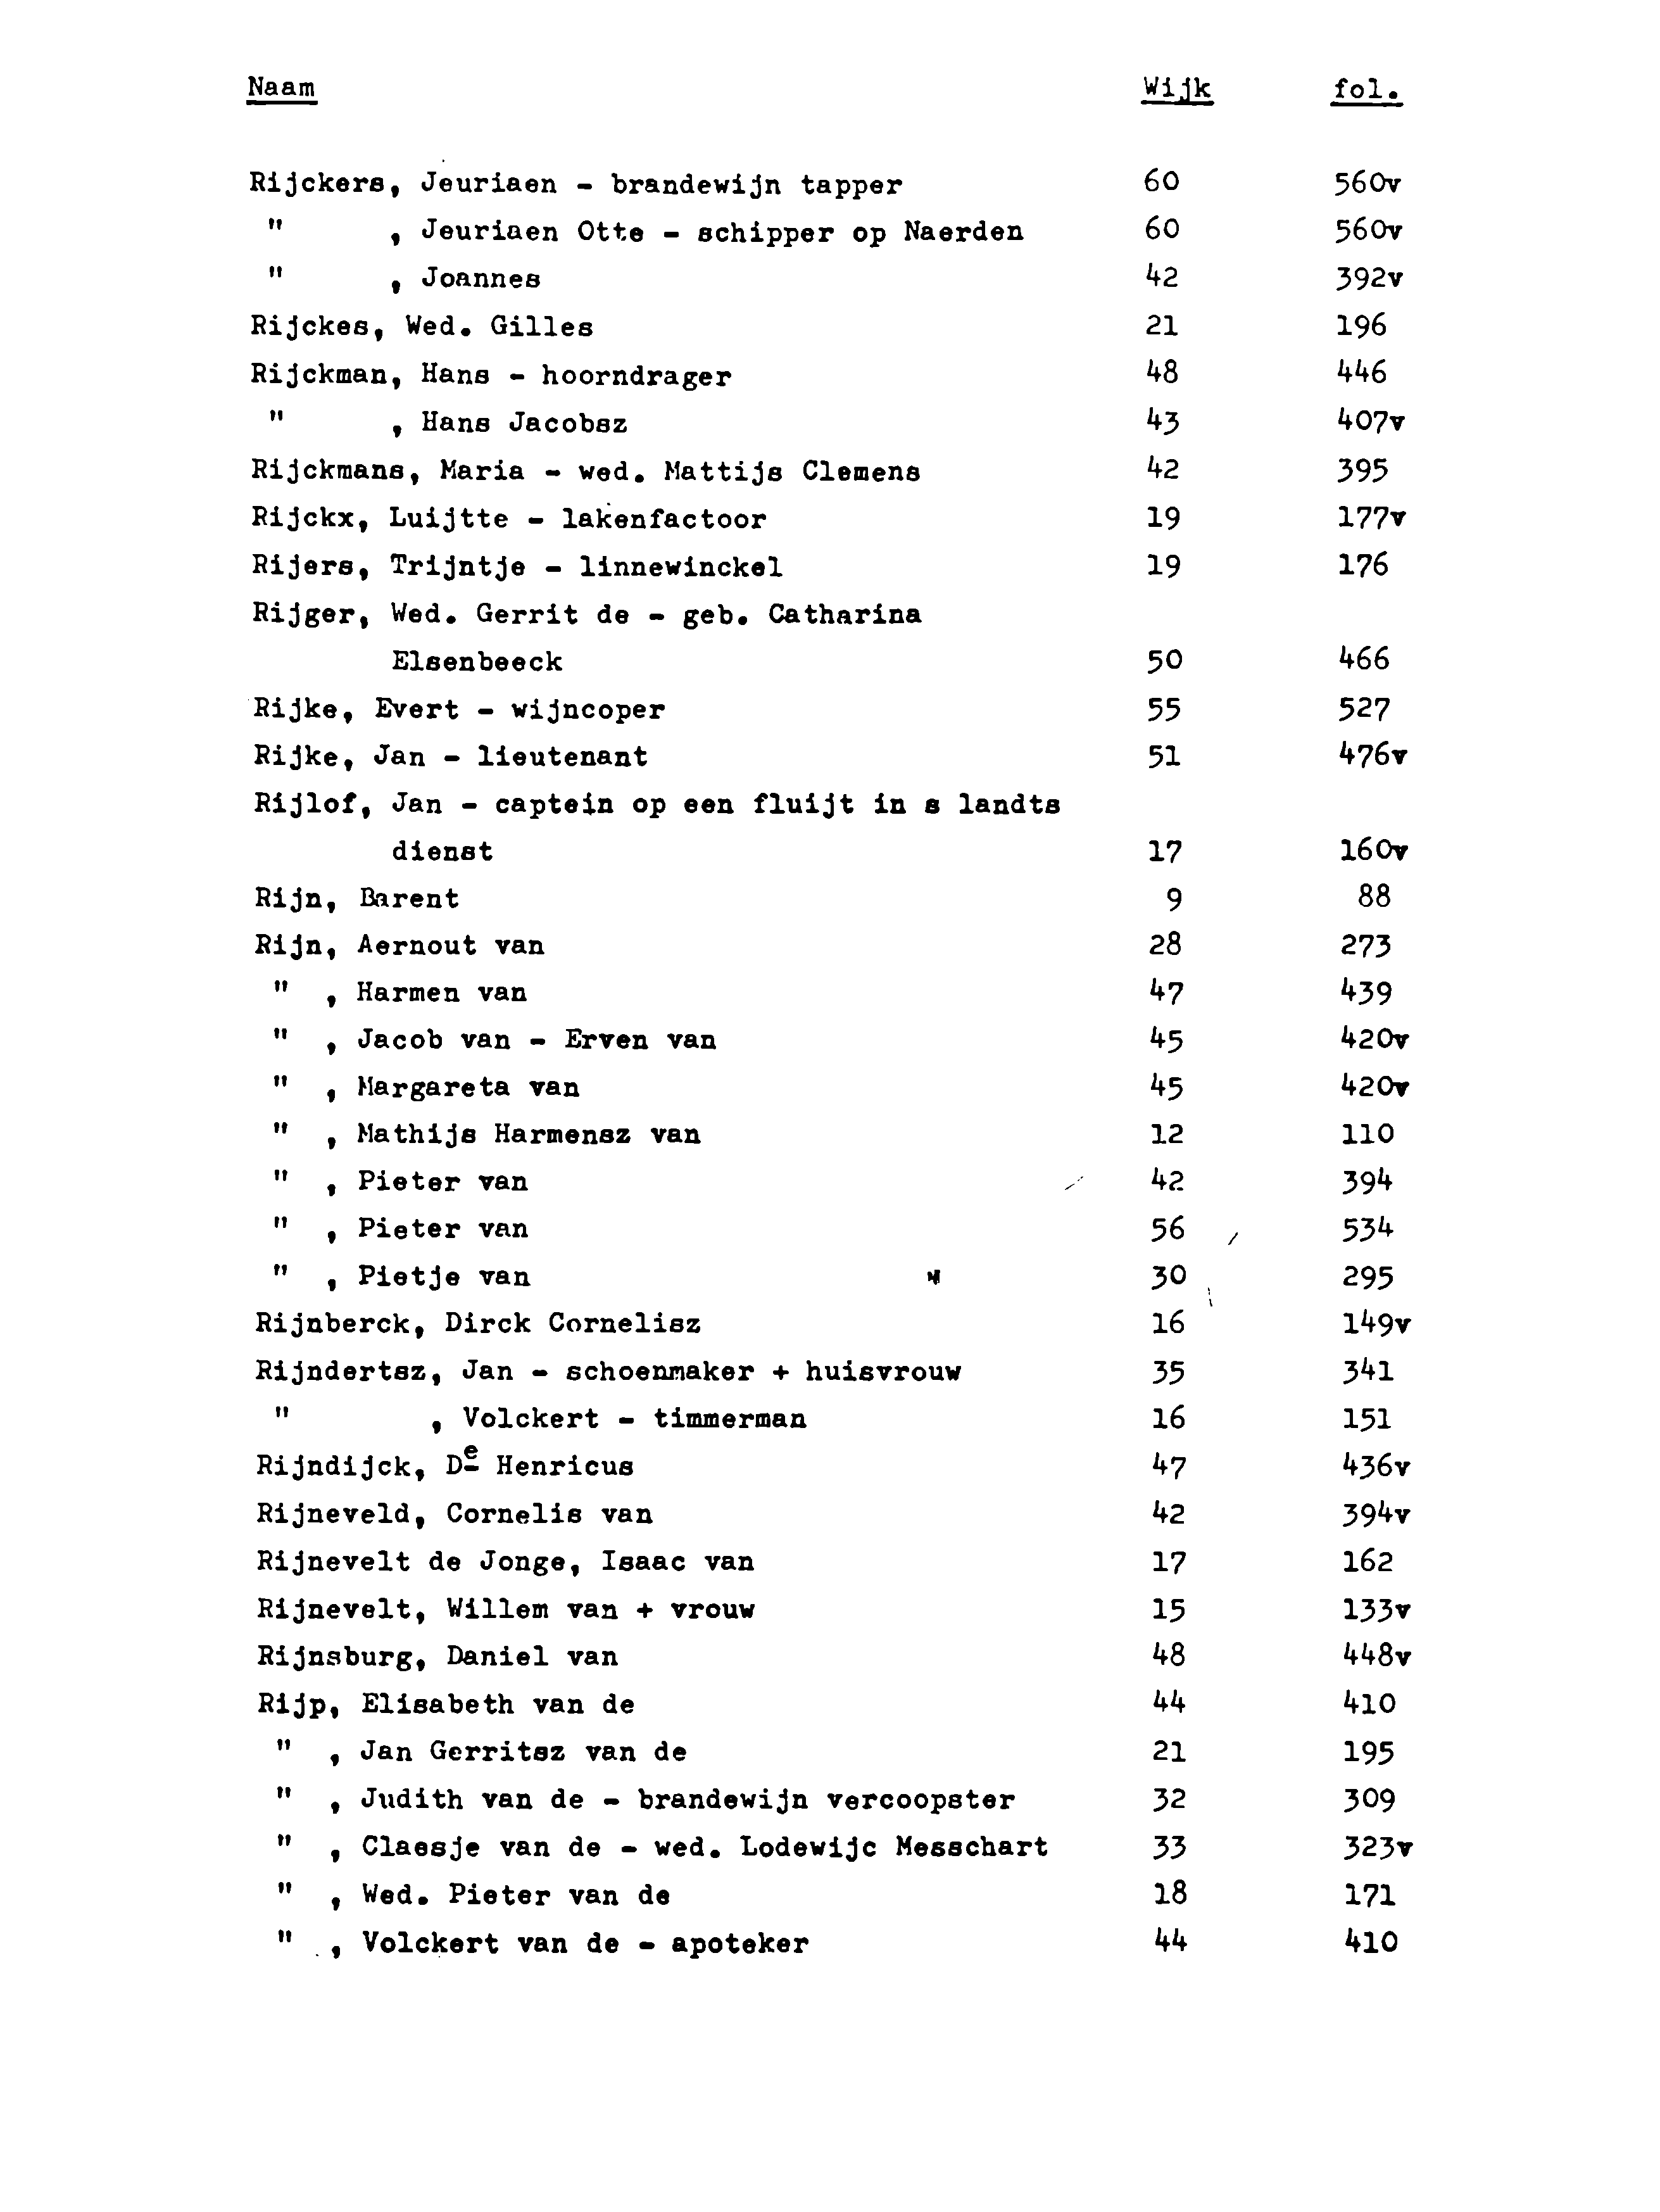 Naam Wijk fol.
Rijckers, Jeuriaen - brandewijn tapper 60 560v
" , Jeuriaen Otte - schipper op Naerden 60 560v
" , Joannes 42 392v
Rijckes, Wed. Gilles 21 196
Rijckman, Hans - hoorndrager 48 446
" , Hans Jacobsz 43 407v
Rijckmans, Maria - wed. Mattijs Clemens 42 395
Rijckx, Luijtte - lakenfactoor 19 177v
Rijers, Trijntje - linnewinckel 19 176
Rijger, Wed. Gerrit de - geb. Catharina
Elsenbeeck 50 466
Rijke, Evert - wijncoper 55 527
Rijke, Jan - lieutenant 51 476v
Rijlof, Jan - captein op een fluijt in s landts
dienst 17 160v
Rijn, Barent 9 88
Rijn, Aernout van 28 273
" , Harmen van 47 439
" , Jacob van - Erven van 45 420v
" , Margareta van 45 420v
" , Mathijs Harmensz van 12 110
" , Pieter van 42 394
" , Pieter van 56 534
" , Pietje van 30 295
Rijnberck, Dirck Cornelisz 16 149v
Rijndertsz, Jan - schoenmaker + huisvrouw 35 341
" , Volckert - timmerman 16 151
Rijndijck, De Henricus 47 436v
Rijneveld, Cornelis van 42 394v
Rijnevelt de Jonge, Isaac van 17 162
Rijnevelt, Willem van + vrouw 15 133v
Rijnsburg, Daniel van 48 448v
Rijp, Elisabeth van de 44 410
" , Jan Gerritsz van de 21 195
" , Judith van de - brandewijn vercoopster 32 309
" , Claesje van de - wed. Lodewijc Messchart 33 323v
" , Wed. Pieter van de 18 171
" , Volckert van de - apoteker 44 410